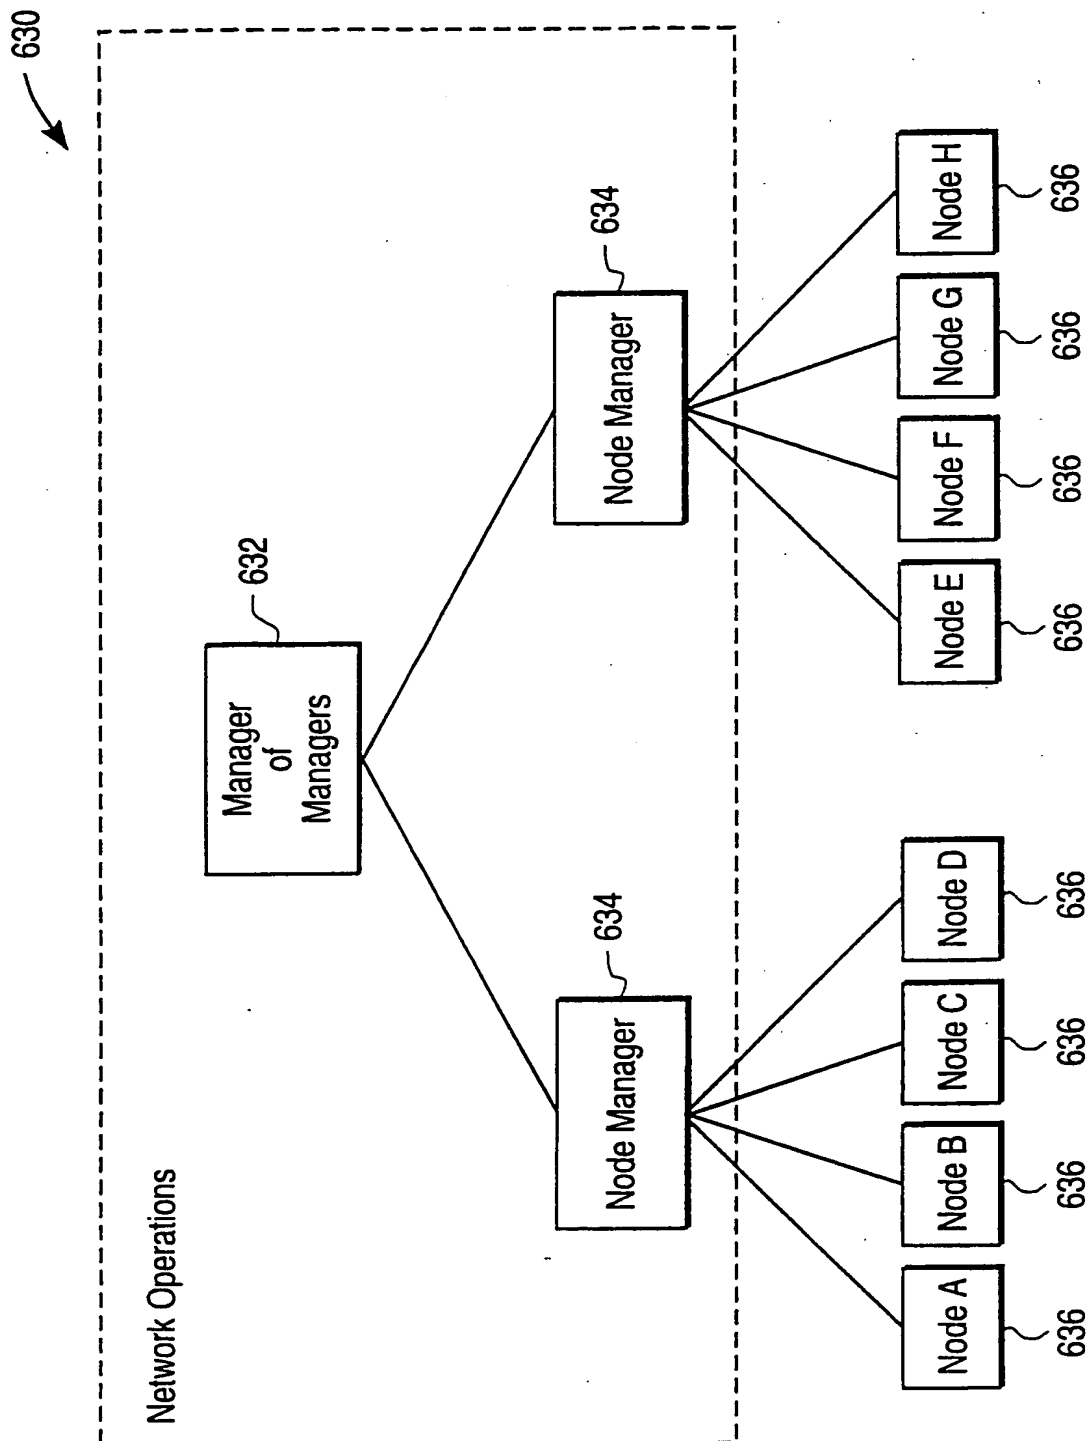 630
Network Operations
Manager
of
Managers
632
Node Manager
634
Node Manager
634
Node A
Node B
Node C
Node D
Node E
Node F
Node G
Node H
636
636
636
636
636
636
636
636